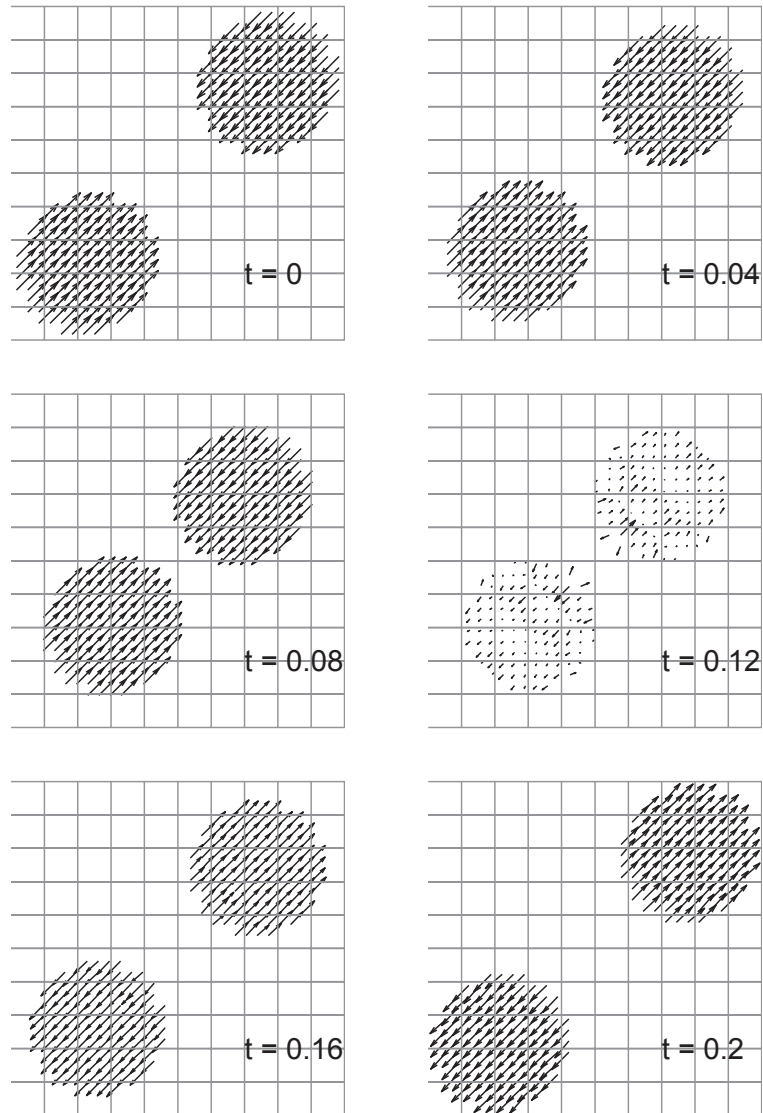 t = 0
t = 0.04
t = 0.08
t = 0.12
t = 0.16
t = 0.2